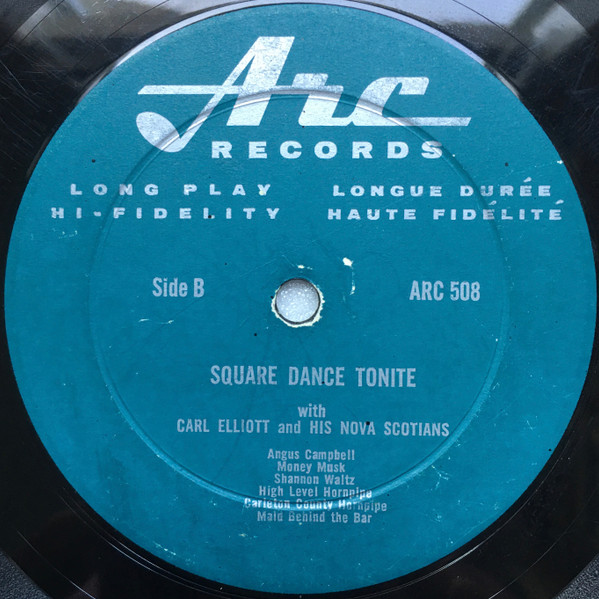 Arc
RECORDS
LONG PLAY LONGUE DURÉE
HI-FIDELITY HAUTE FIDÉLITÉ
Side B ARC 508
SQUARE DANCE TONITE
with
CARL ELLIOTT and HIS NOVA SCOTIANS
Angus Campbell
Money Musk
Shannon Waltz
High Level Hornpipe
Carleton County Hornpipe
Maid Behind the Bar